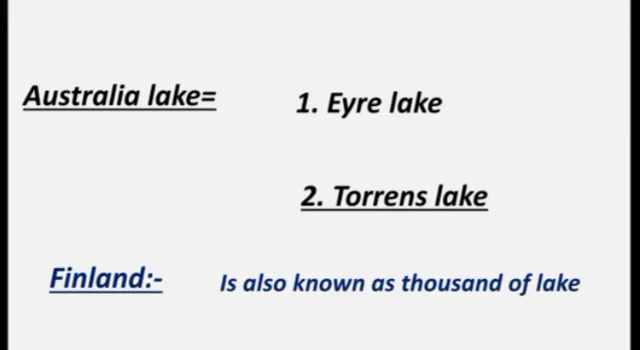 Australia lake= 1. Eyre lake
2. Torrens lake
Finland:- Is also known as thousand of lake